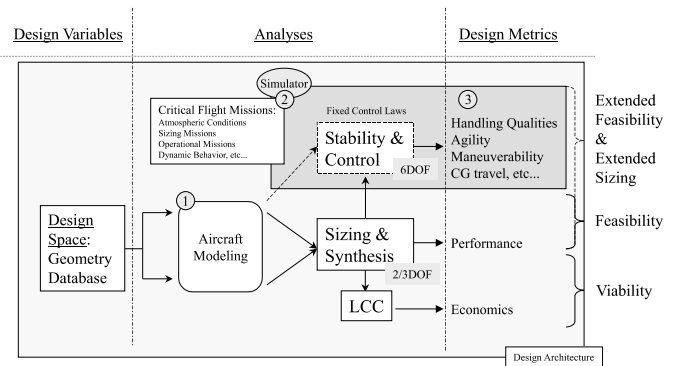 Design Variables
Analyses
Design Metrics
Simulator
2
Critical Flight Missions:
Atmospheric Conditions
Sizing Missions
Operational Missions
Dynamic Behavior, etc...
Fixed Control Laws
Stability &
Control
6DOF
3
Handling Qualities
Agility
Maneuverability
CG travel, etc...
Extended
Feasibility
&
Extended
Sizing
1
Design
Space:
Geometry
Database
Aircraft
Modeling
Sizing &
Synthesis
2/3DOF
Performance
Feasibility
LCC
Economics
Viability
Design Architecture